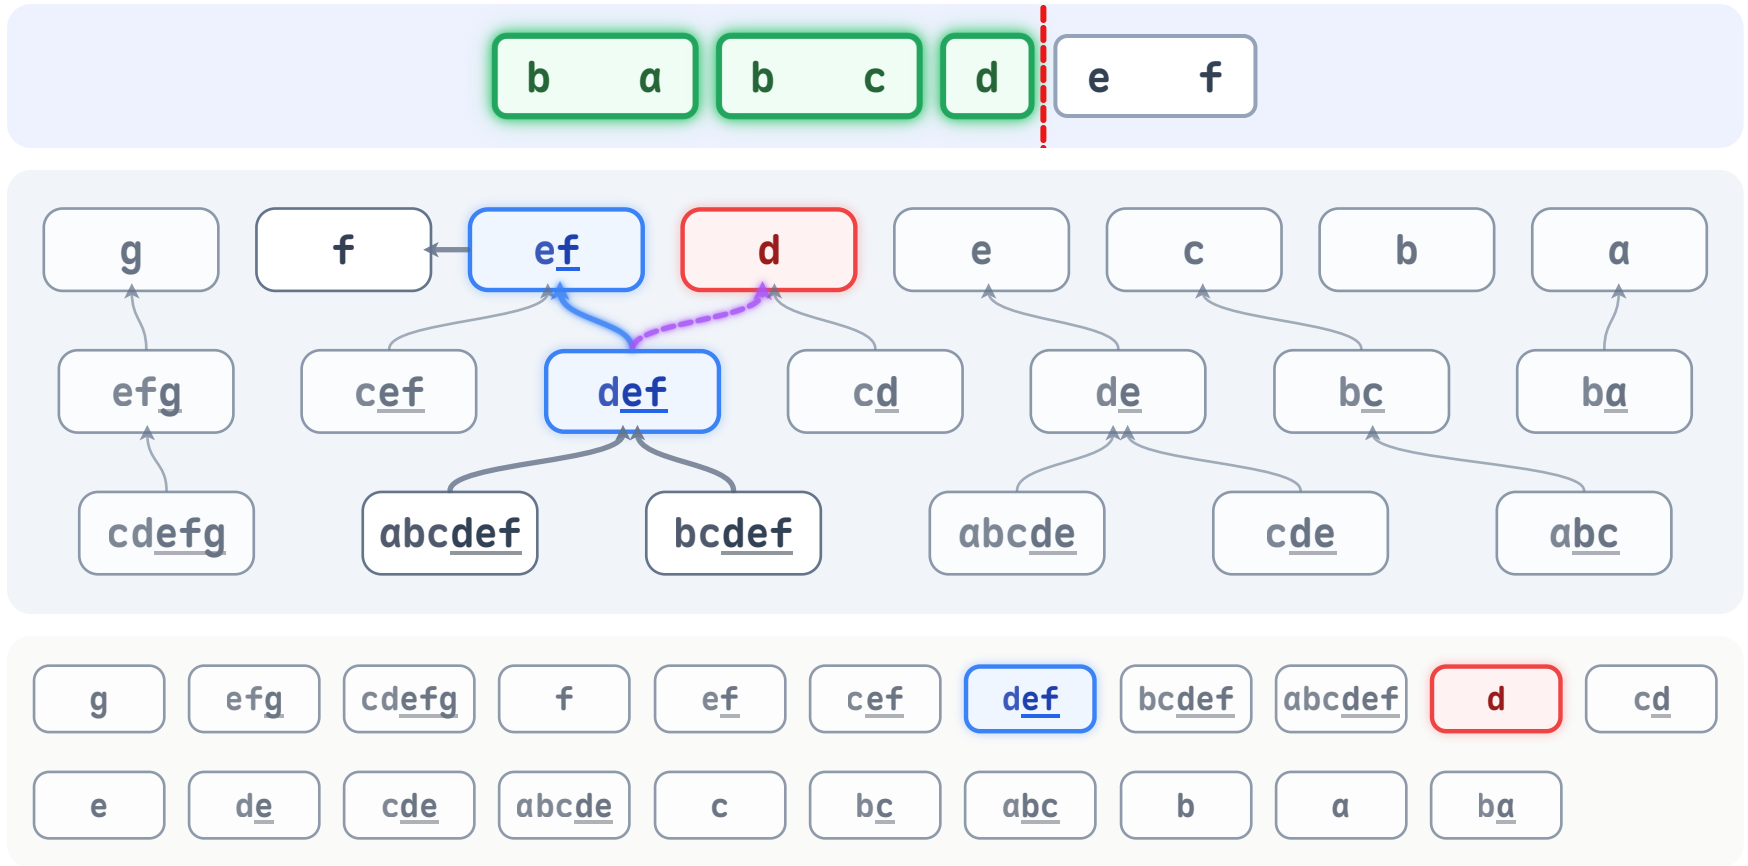 b a b c d e f
g f ef d e c b a
efg cef def cd de bc ba
cdefg abcdef bcdef abcde cde abc
g efg cdefg f ef cef def bcdef abcdef d cd
e de cde abcde c bc abc b a ba